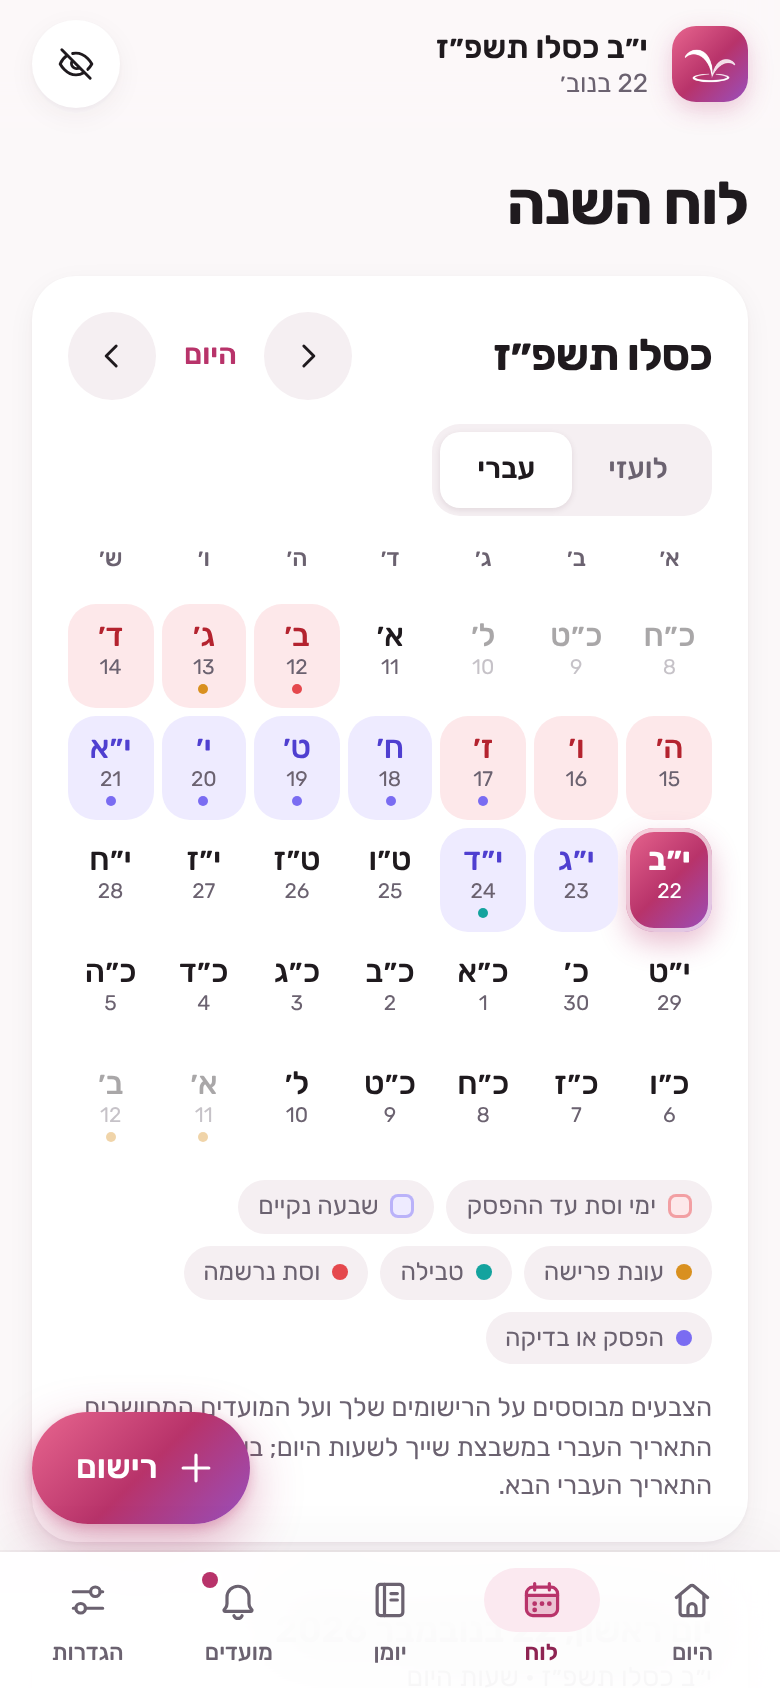 י״ב כסלו תשפ״ז
22 בנוב׳
לוח השנה
כסלו תשפ״ז
היום
לועזי עברי
א׳ ב׳ ג׳ ד׳ ה׳ ו׳ ש׳
כ״ח כ״ט ל׳ א׳ ב׳ ג׳ ד׳
8 9 10 11 12 13 14
ה׳ ו׳ ז׳ ח׳ ט׳ י׳ י״א
15 16 17 18 19 20 21
י״ב י״ג י״ד ט״ו ט״ז י״ז י״ח
22 23 24 25 26 27 28
י״ט כ׳ כ״א כ״ב כ״ג כ״ד כ״ה
29 30 1 2 3 4 5
כ״ו כ״ז כ״ח כ״ט ל׳ א׳ ב׳
6 7 8 9 10 11 12
ימי וסת עד ההפסק שבעה נקיים
עונת פרישה טבילה וסת נרשמה
הפסק או בדיקה
הצבעים מבוססים על הרישומים שלך ועל המועדים המחושבים
התאריך העברי במשבצת שייך לשעות היום;
התאריך העברי הבא.
רישום
היום לוח יומן מועדים הגדרות
י״ב כסלו תשפ״ז · שעות היום